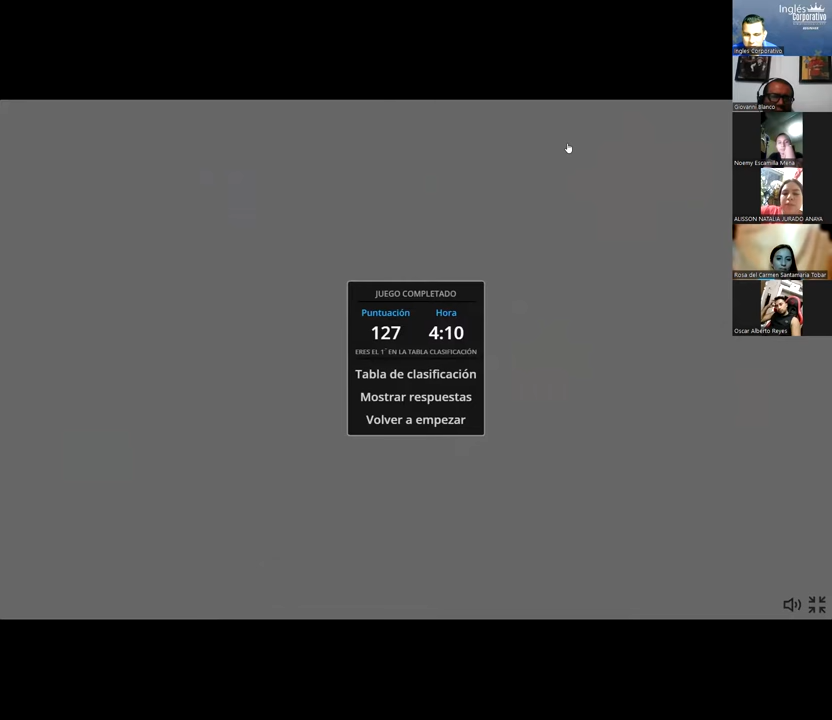 Inglés
Corporativo
Ingles Corporativo
Giovanni Blanco
Noemy Escamilla Mena
ALISSON NATALIA JURADO ANAYA
Rosa del Carmen Santamaria Tobar
Oscar Alberto Reyes
JUEGO COMPLETADO
Puntuación Hora
127 4:10
ERES EL 1° EN LA TABLA CLASIFICACIÓN
Tabla de clasificación
Mostrar respuestas
Volver a empezar